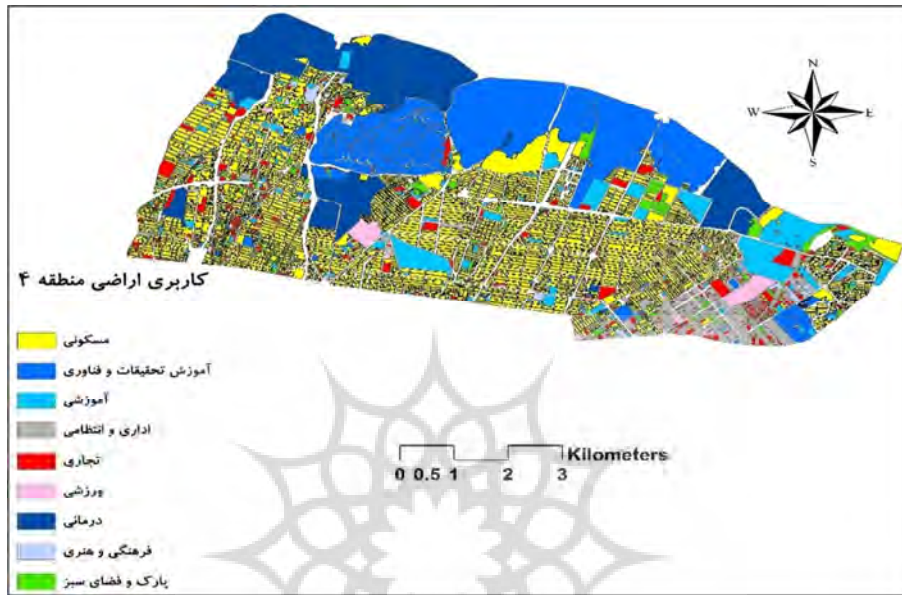 N
W E
S
کاربری اراضی منطقه ۴
مسکونی
آموزش تحقیقات و فناوری
آموزشی
اداری و انتظامی
تجاری
ورزشی
درمانی
فرهنگی و هنری
پارک و فضای سبز
Kilometers
0 0.5 1 2 3